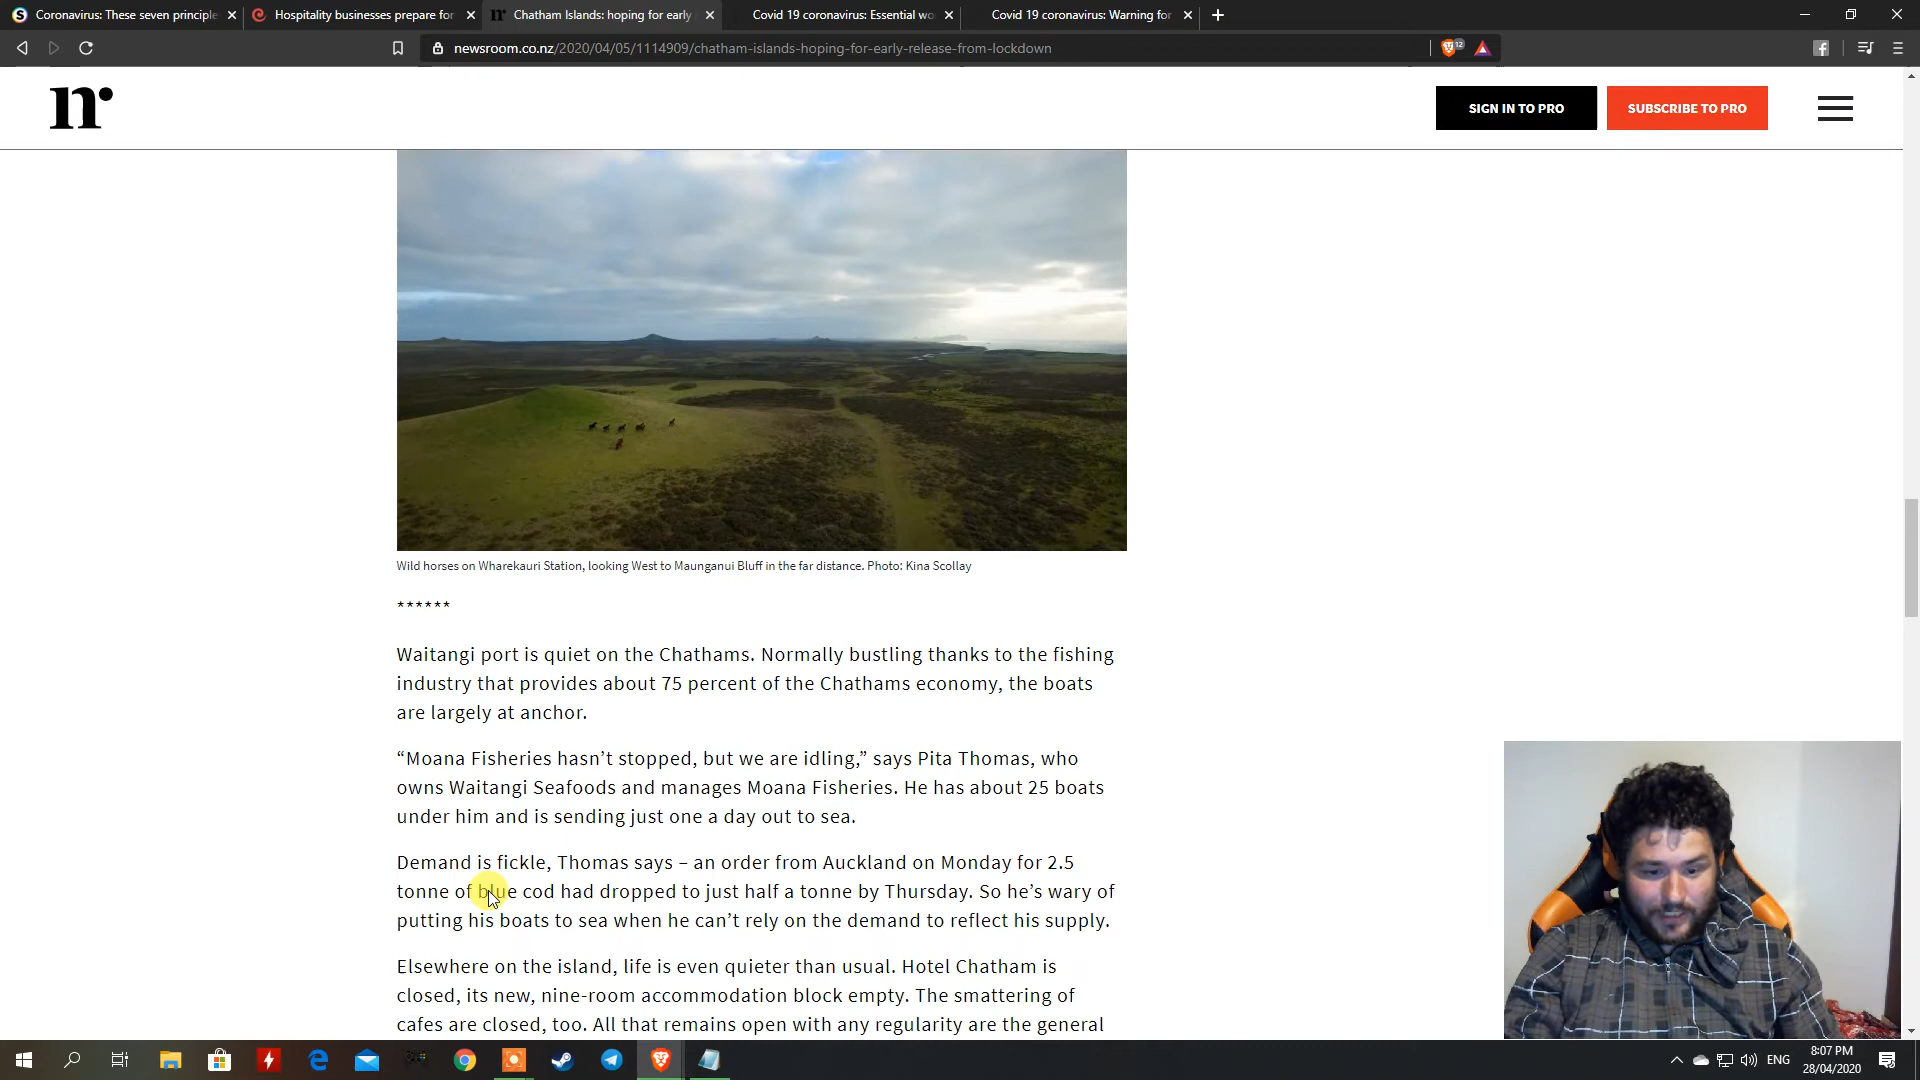 Coronavirus: These seven principle
Hospitality businesses prepare for
Chatham Islands: hoping for early
Covid 19 coronavirus: Essential wo
Covid 19 coronavirus: Warning for
newsroom.co.nz/2020/04/05/1114909/chatham-islands-hoping-for-early-release-from-lockdown
12
nr
SIGN IN TO PRO
SUBSCRIBE TO PRO
Wild horses on Wharekauri Station, looking West to Maunganui Bluff in the far distance. Photo: Kina Scollay
******
Waitangi port is quiet on the Chathams. Normally bustling thanks to the fishing
industry that provides about 75 percent of the Chathams economy, the boats
are largely at anchor.
“Moana Fisheries hasn’t stopped, but we are idling,” says Pita Thomas, who
owns Waitangi Seafoods and manages Moana Fisheries. He has about 25 boats
under him and is sending just one a day out to sea.
Demand is fickle, Thomas says – an order from Auckland on Monday for 2.5
tonne of blue cod had dropped to just half a tonne by Thursday. So he’s wary of
putting his boats to sea when he can’t rely on the demand to reflect his supply.
Elsewhere on the island, life is even quieter than usual. Hotel Chatham is
closed, its new, nine-room accommodation block empty. The smattering of
cafes are closed, too. All that remains open with any regularity are the general
ENG
8:07 PM
28/04/2020